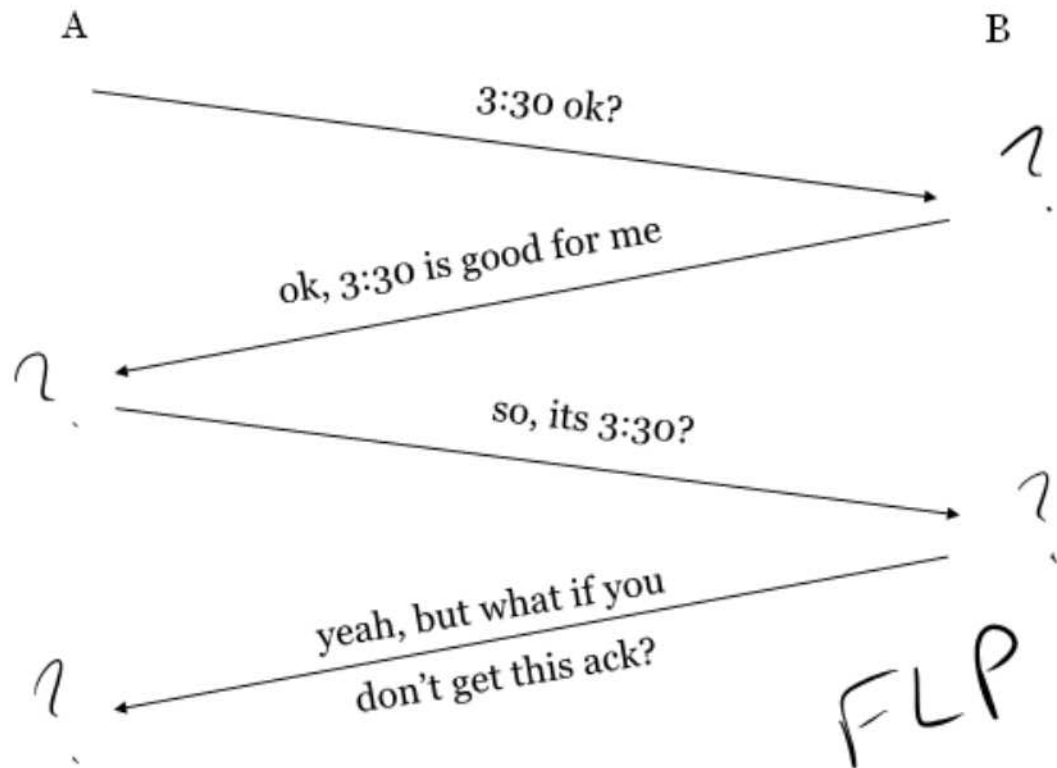 A
B
3:30 ok?
?
ok, 3:30 is good for me
?
so, its 3:30?
?
yeah, but what if you
don't get this ack?
?
FLP